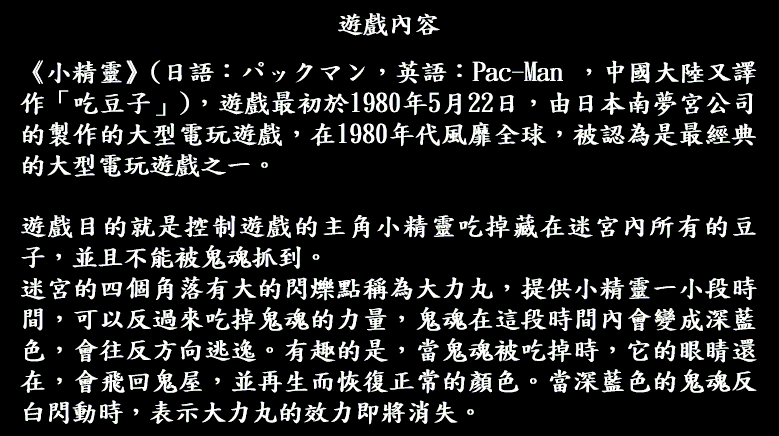 遊戲內容
《小精靈》(日語：パックマン，英語：Pac-Man ，中國大陸又譯
作「吃豆子」)，遊戲最初於1980年5月22日，由日本南夢宮公司
的製作的大型電玩遊戲，在1980年代風靡全球，被認為是最經典
的大型電玩遊戲之一。
遊戲目的就是控制遊戲的主角小精靈吃掉藏在迷宮內所有的豆
子，並且不能被鬼魂抓到。
迷宮的四個角落有大的閃爍點稱為大力丸，提供小精靈一小段時
間，可以反過來吃掉鬼魂的力量，鬼魂在這段時間內會變成深藍
色，會往反方向逃逸。有趣的是，當鬼魂被吃掉時，它的眼睛還
在，會飛回鬼屋，並再生而恢復正常的顏色。當深藍色的鬼魂反
白閃動時，表示大力丸的效力即將消失。